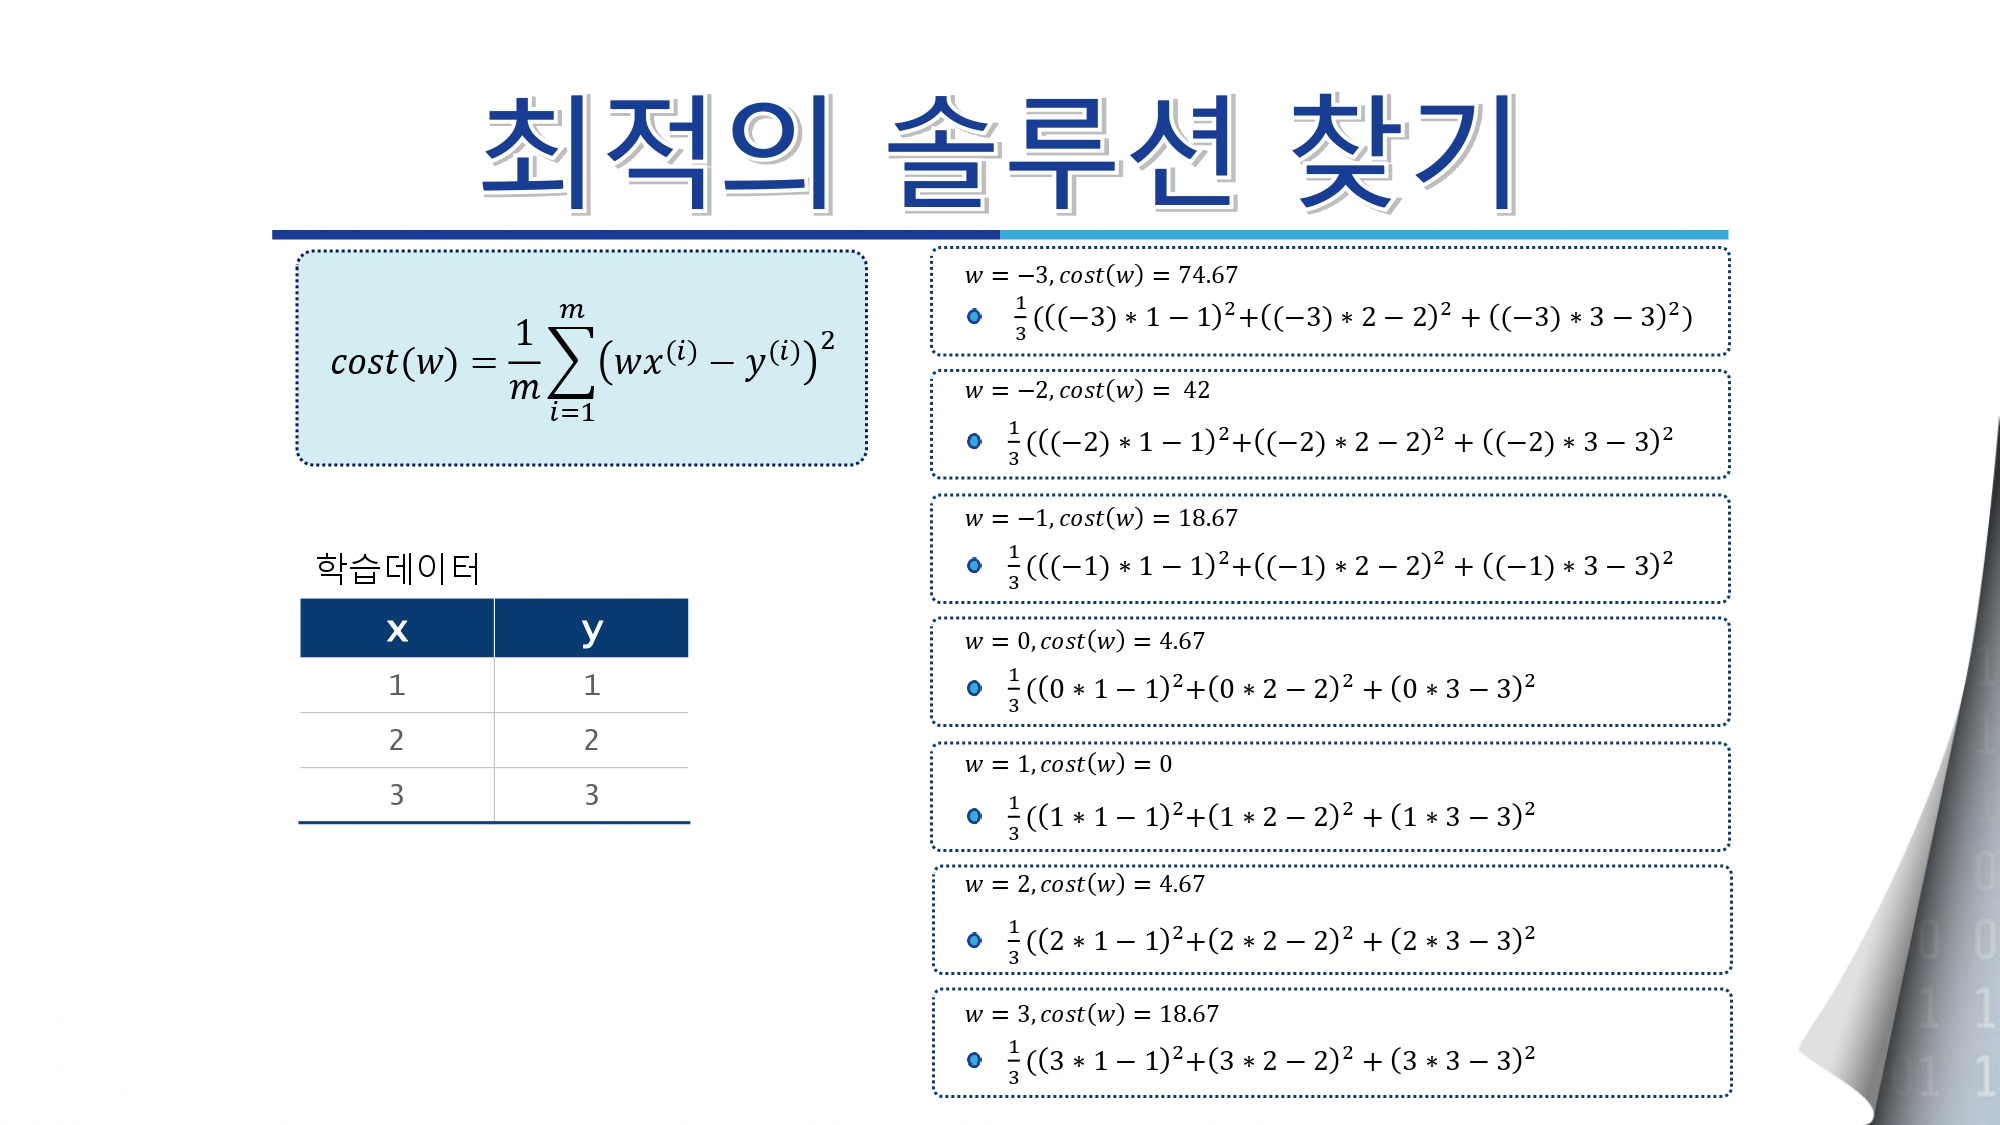 최적의 솔루션 찾기
cost(w) = \frac{1}{m} \sum_{i=1}^{m} (wx^{(i)} − y^{(i)})^2
학습데이터
x y
1 1
2 2
3 3
w = −3, cost(w) = 74.67
\frac{1}{3} (((−3) ∗ 1 − 1)^2+((−3) ∗ 2 − 2)^2 + ((−3) ∗ 3 − 3)^2)
w = −2, cost(w) = 42
\frac{1}{3} (((−2) ∗ 1 − 1)^2+((−2) ∗ 2 − 2)^2 + ((−2) ∗ 3 − 3)^2
w = −1, cost(w) = 18.67
\frac{1}{3} (((−1) ∗ 1 − 1)^2+((−1) ∗ 2 − 2)^2 + ((−1) ∗ 3 − 3)^2
w = 0, cost(w) = 4.67
\frac{1}{3} ((0 ∗ 1 − 1)^2+(0 ∗ 2 − 2)^2 + (0 ∗ 3 − 3)^2
w = 1, cost(w) = 0
\frac{1}{3} ((1 ∗ 1 − 1)^2+(1 ∗ 2 − 2)^2 + (1 ∗ 3 − 3)^2
w = 2, cost(w) = 4.67
\frac{1}{3} ((2 ∗ 1 − 1)^2+(2 ∗ 2 − 2)^2 + (2 ∗ 3 − 3)^2
w = 3, cost(w) = 18.67
\frac{1}{3} ((3 ∗ 1 − 1)^2+(3 ∗ 2 − 2)^2 + (3 ∗ 3 − 3)^2